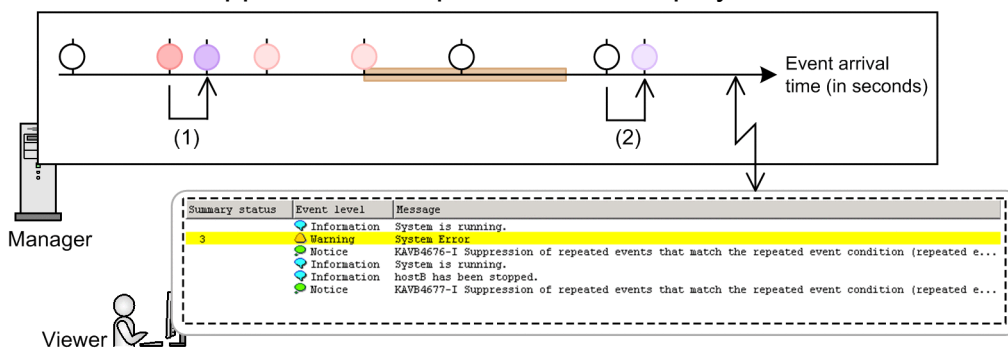 Event arrival
time (in seconds)
(1)
(2)
Manager
Summary status Event level Message
Information System is running.
3 Warning System Error
Notice KAVB4676-I Suppression of repeated events that match the repeated event condition (repeated e...
Information System is running.
Information hostB has been stopped.
Notice KAVB4677-I Suppression of repeated events that match the repeated event condition (repeated e...
Viewer